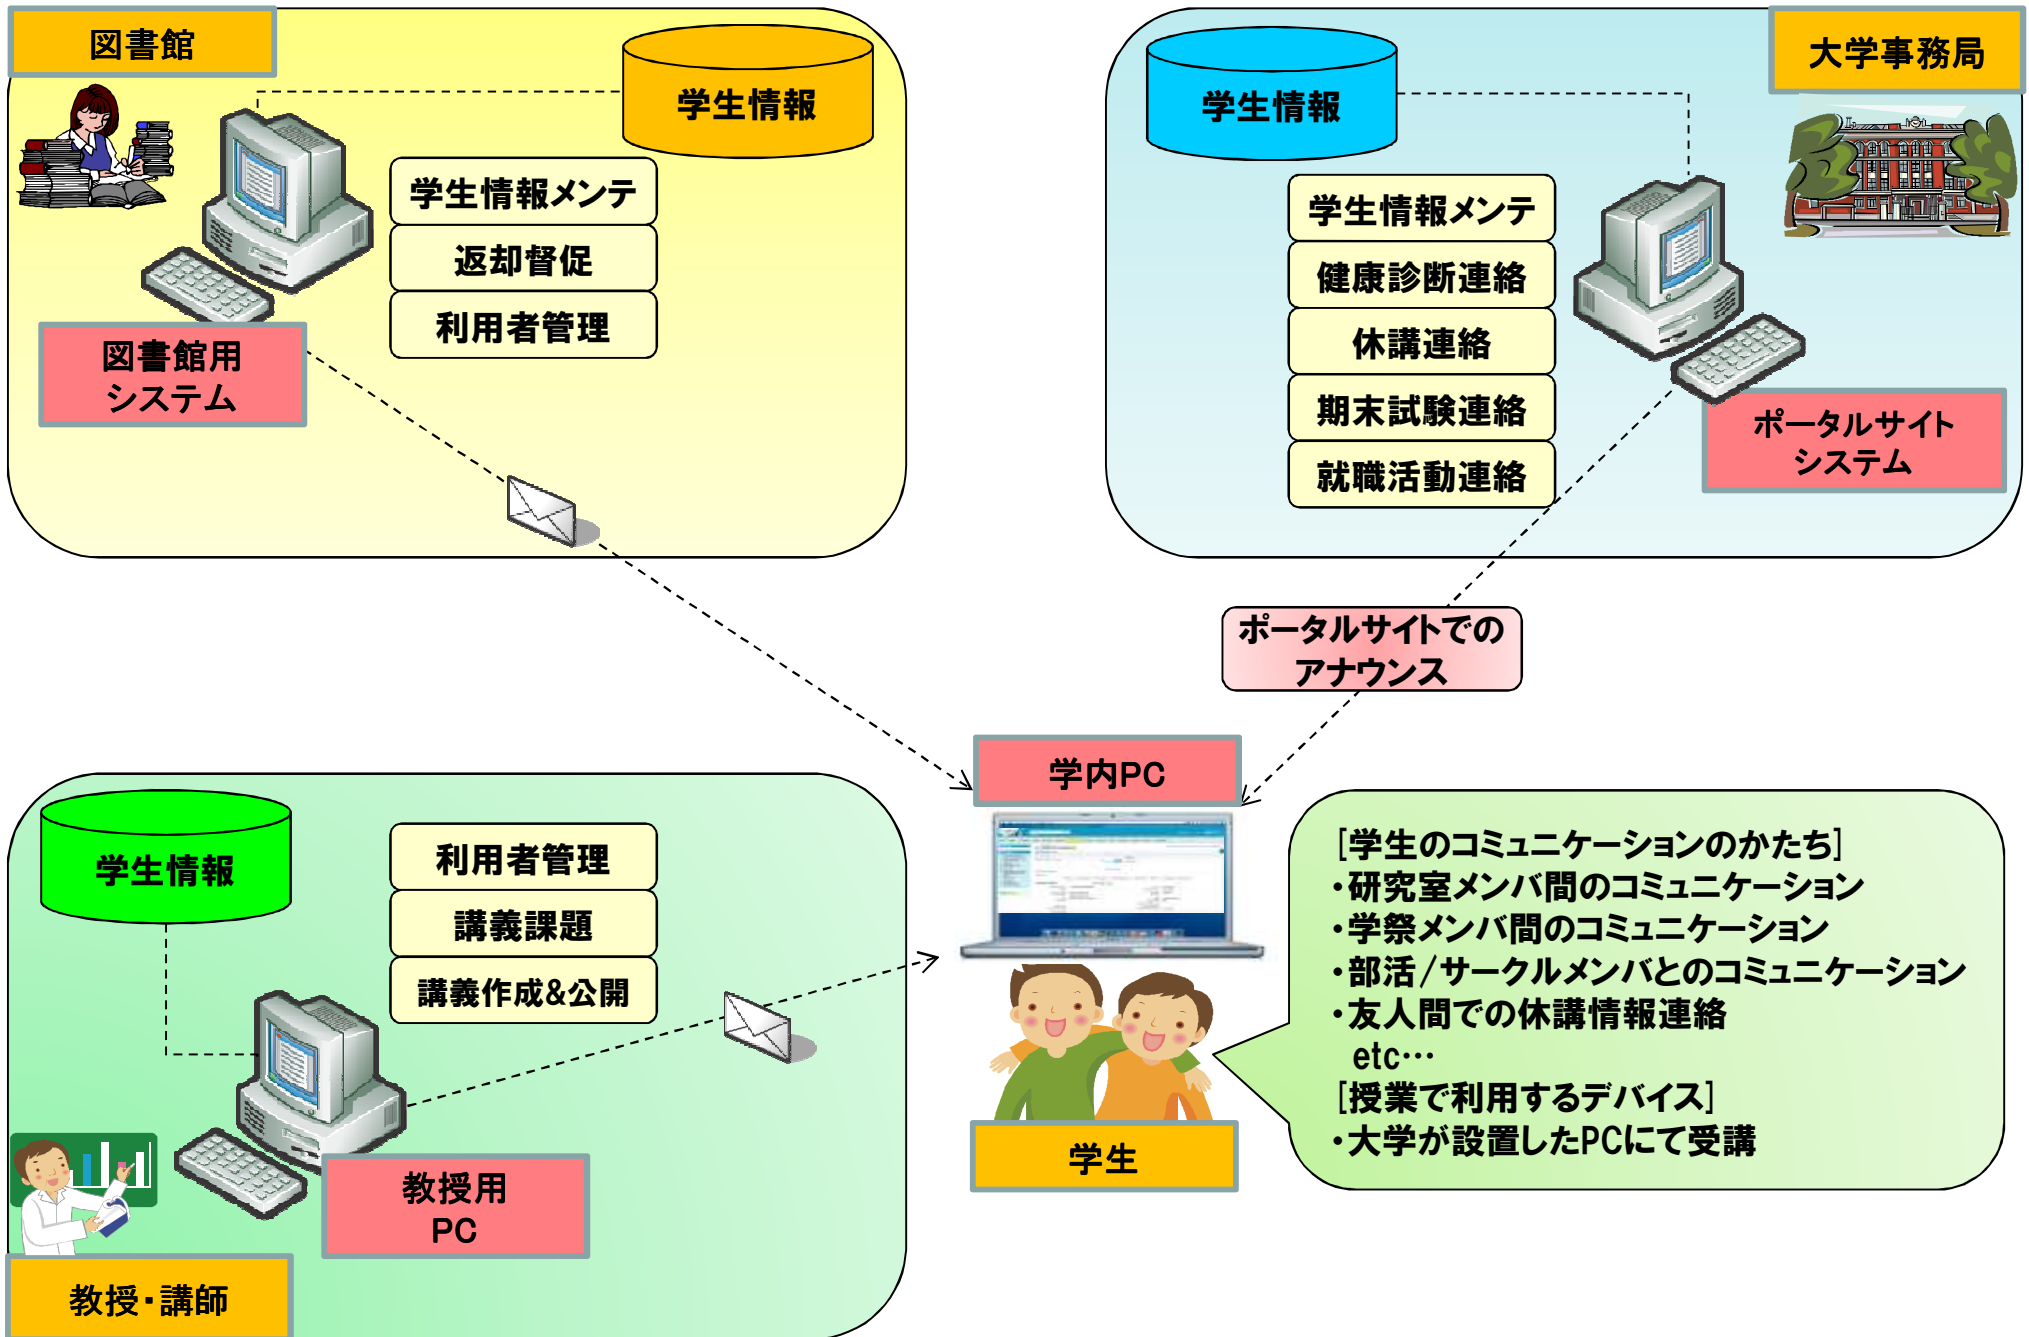 図書館
学生情報
学生情報メンテ
返却督促
利用者管理
図書館用
システム
学生情報
大学事務局
学生情報メンテ
健康診断連絡
休講連絡
期末試験連絡
就職活動連絡
ポータルサイト
システム
ポータルサイトでの
アナウンス
学内PC
学生情報
利用者管理
講義課題
講義作成&公開
教授用
PC
教授・講師
学生
[学生のコミュニケーションのかたち]
・研究室メンバ間のコミュニケーション
・学祭メンバ間のコミュニケーション
・部活/サークルメンバとのコミュニケーション
・友人間での休講情報連絡
etc…
[授業で利用するデバイス]
・大学が設置したPCにて受講